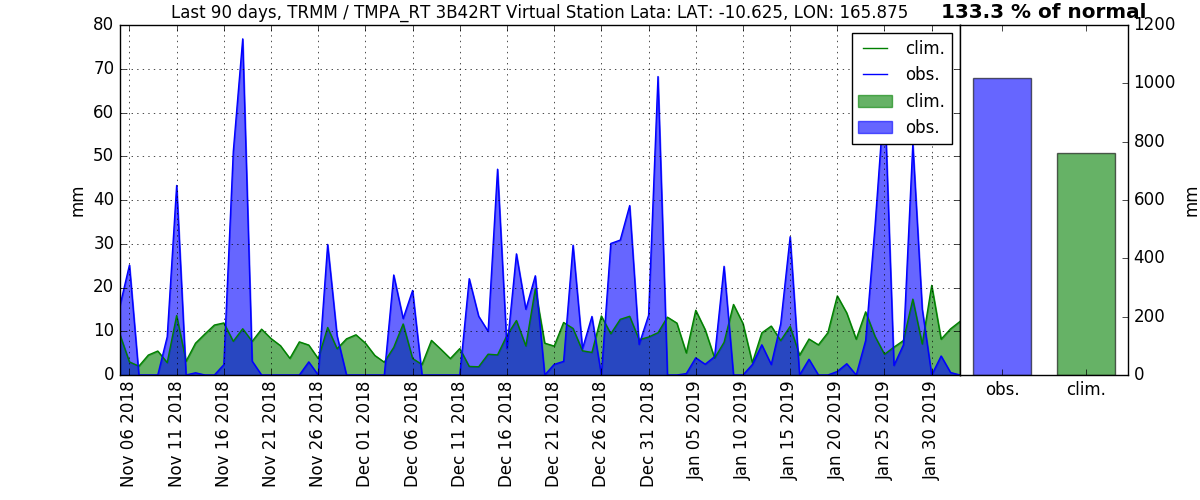 Last 90 days, TRMM / TMPA_RT 3B42RT Virtual Station Lata: LAT: -10.625, LON: 165.875
133.3 % of normal
80
70
60
50
40
30
20
10
0
mm
clim.
obs.
clim.
obs.
1200
1000
800
600
400
200
0
mm
Nov 06 2018
Nov 11 2018
Nov 16 2018
Nov 21 2018
Nov 26 2018
Dec 01 2018
Dec 06 2018
Dec 11 2018
Dec 16 2018
Dec 21 2018
Dec 26 2018
Dec 31 2018
Jan 05 2019
Jan 10 2019
Jan 15 2019
Jan 20 2019
Jan 25 2019
Jan 30 2019
obs.
clim.